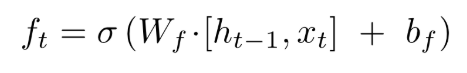 f_t = σ (W_f · [h_{t−1}, x_t] + b_f)